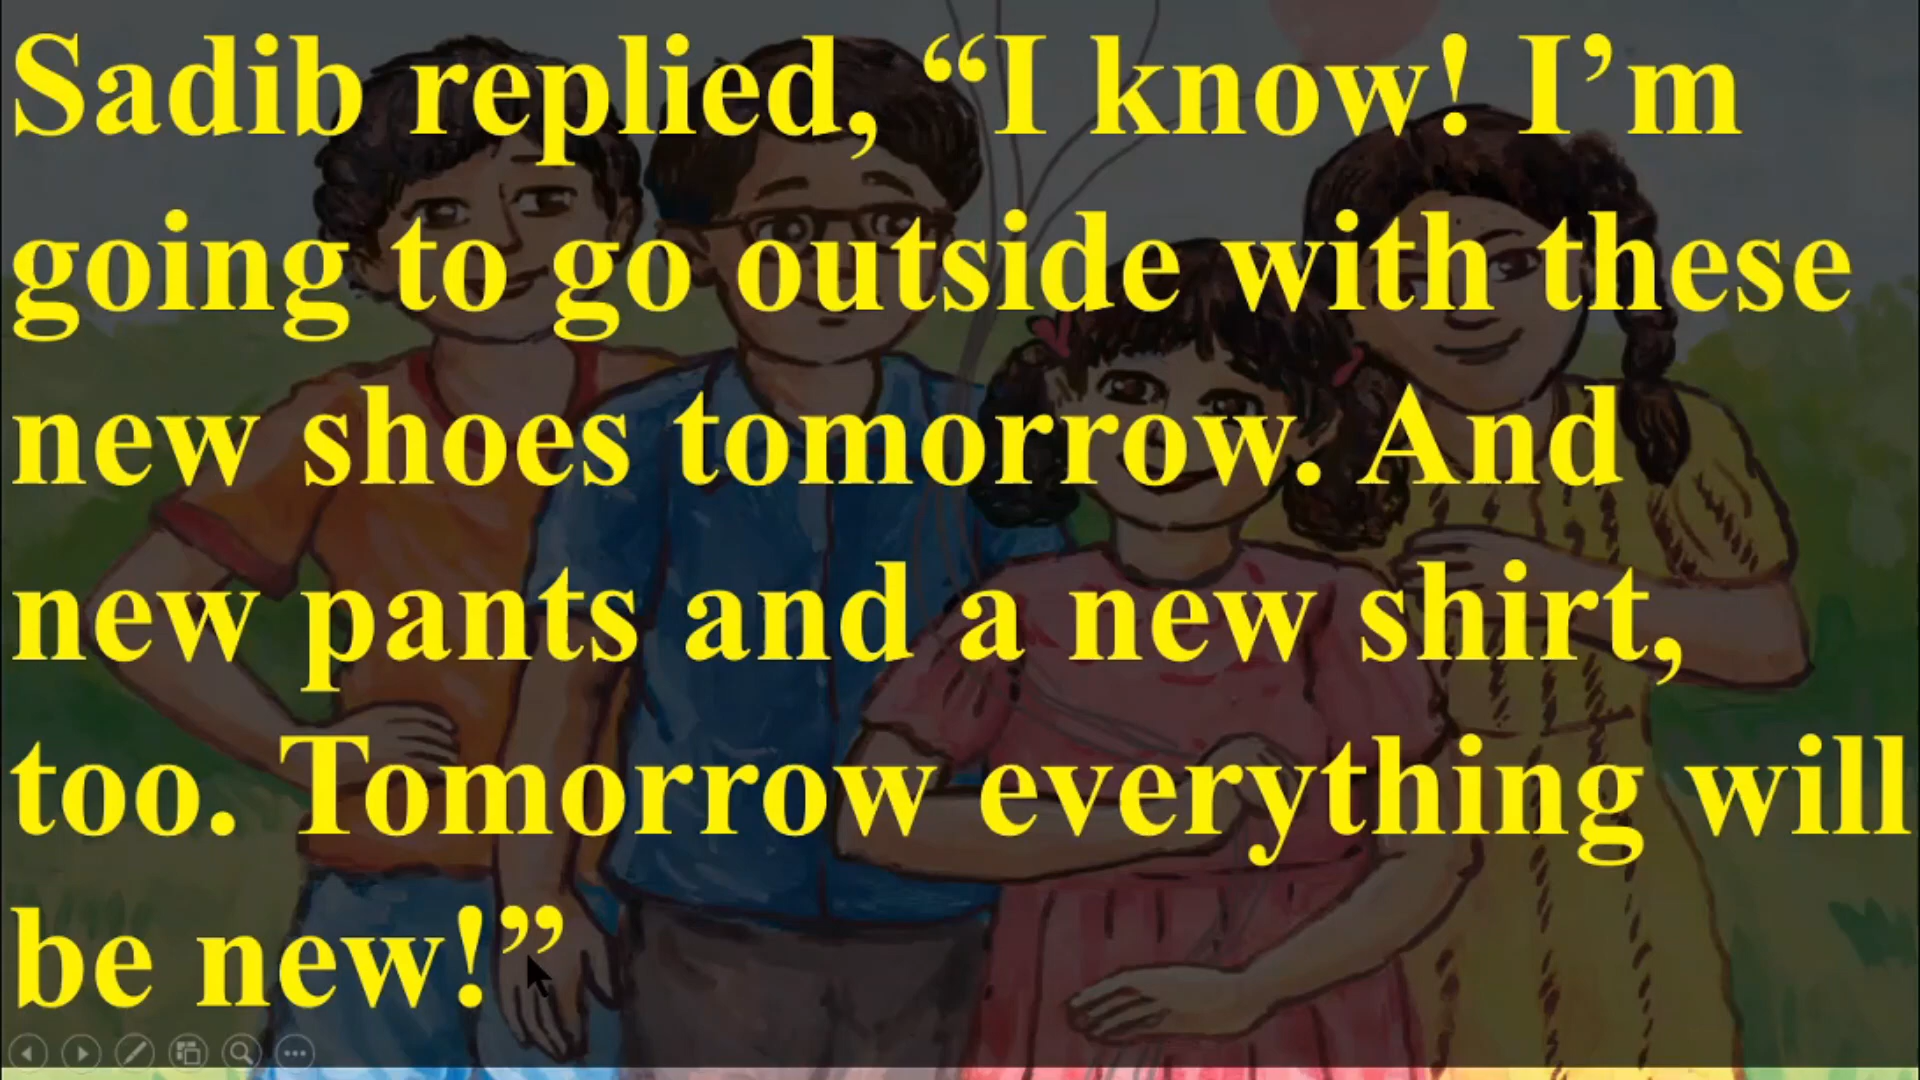 Sadib replied, “I know! I’m
going to go outside with these
new shoes tomorrow. And
new pants and a new shirt,
too. Tomorrow everything will
be new!”